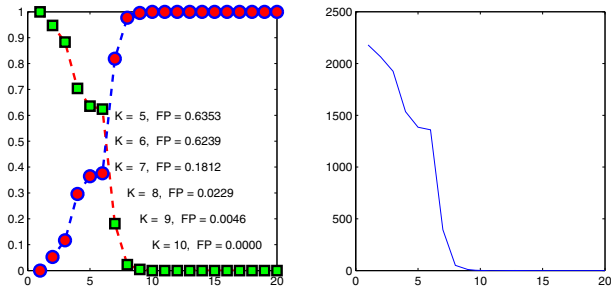 1
0.9
0.8
0.7
0.6
0.5
0.4
0.3
0.2
0.1
0
0 5 10 15 20
K = 5, FP = 0.6353
K = 6, FP = 0.6239
K = 7, FP = 0.1812
K = 8, FP = 0.0229
K = 9, FP = 0.0046
K = 10, FP = 0.0000
2500
2000
1500
1000
500
0
0 5 10 15 20